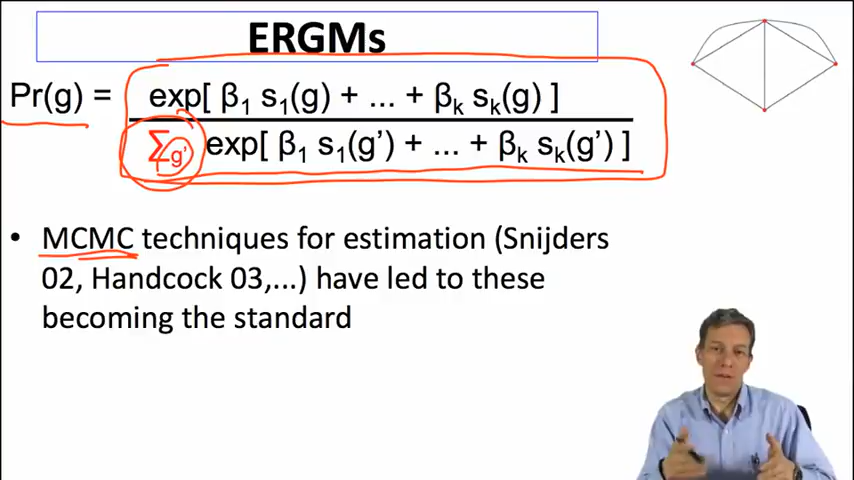 ERGMs
Pr(g) = exp[ β1 s1(g) + ... + βk sk(g) ]
Σg' exp[ β1 s1(g') + ... + βk sk(g') ]
• MCMC techniques for estimation (Snijders
02, Handcock 03,...) have led to these
becoming the standard